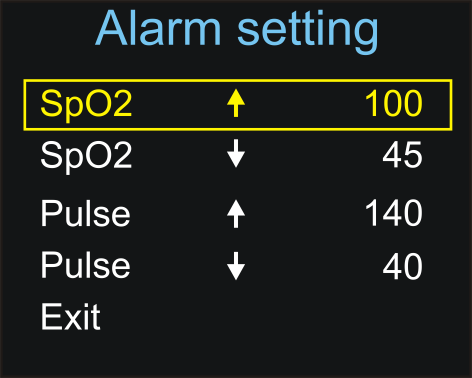 Alarm setting
SpO2 ↑ 100
SpO2 ↓ 45
Pulse ↑ 140
Pulse ↓ 40
Exit